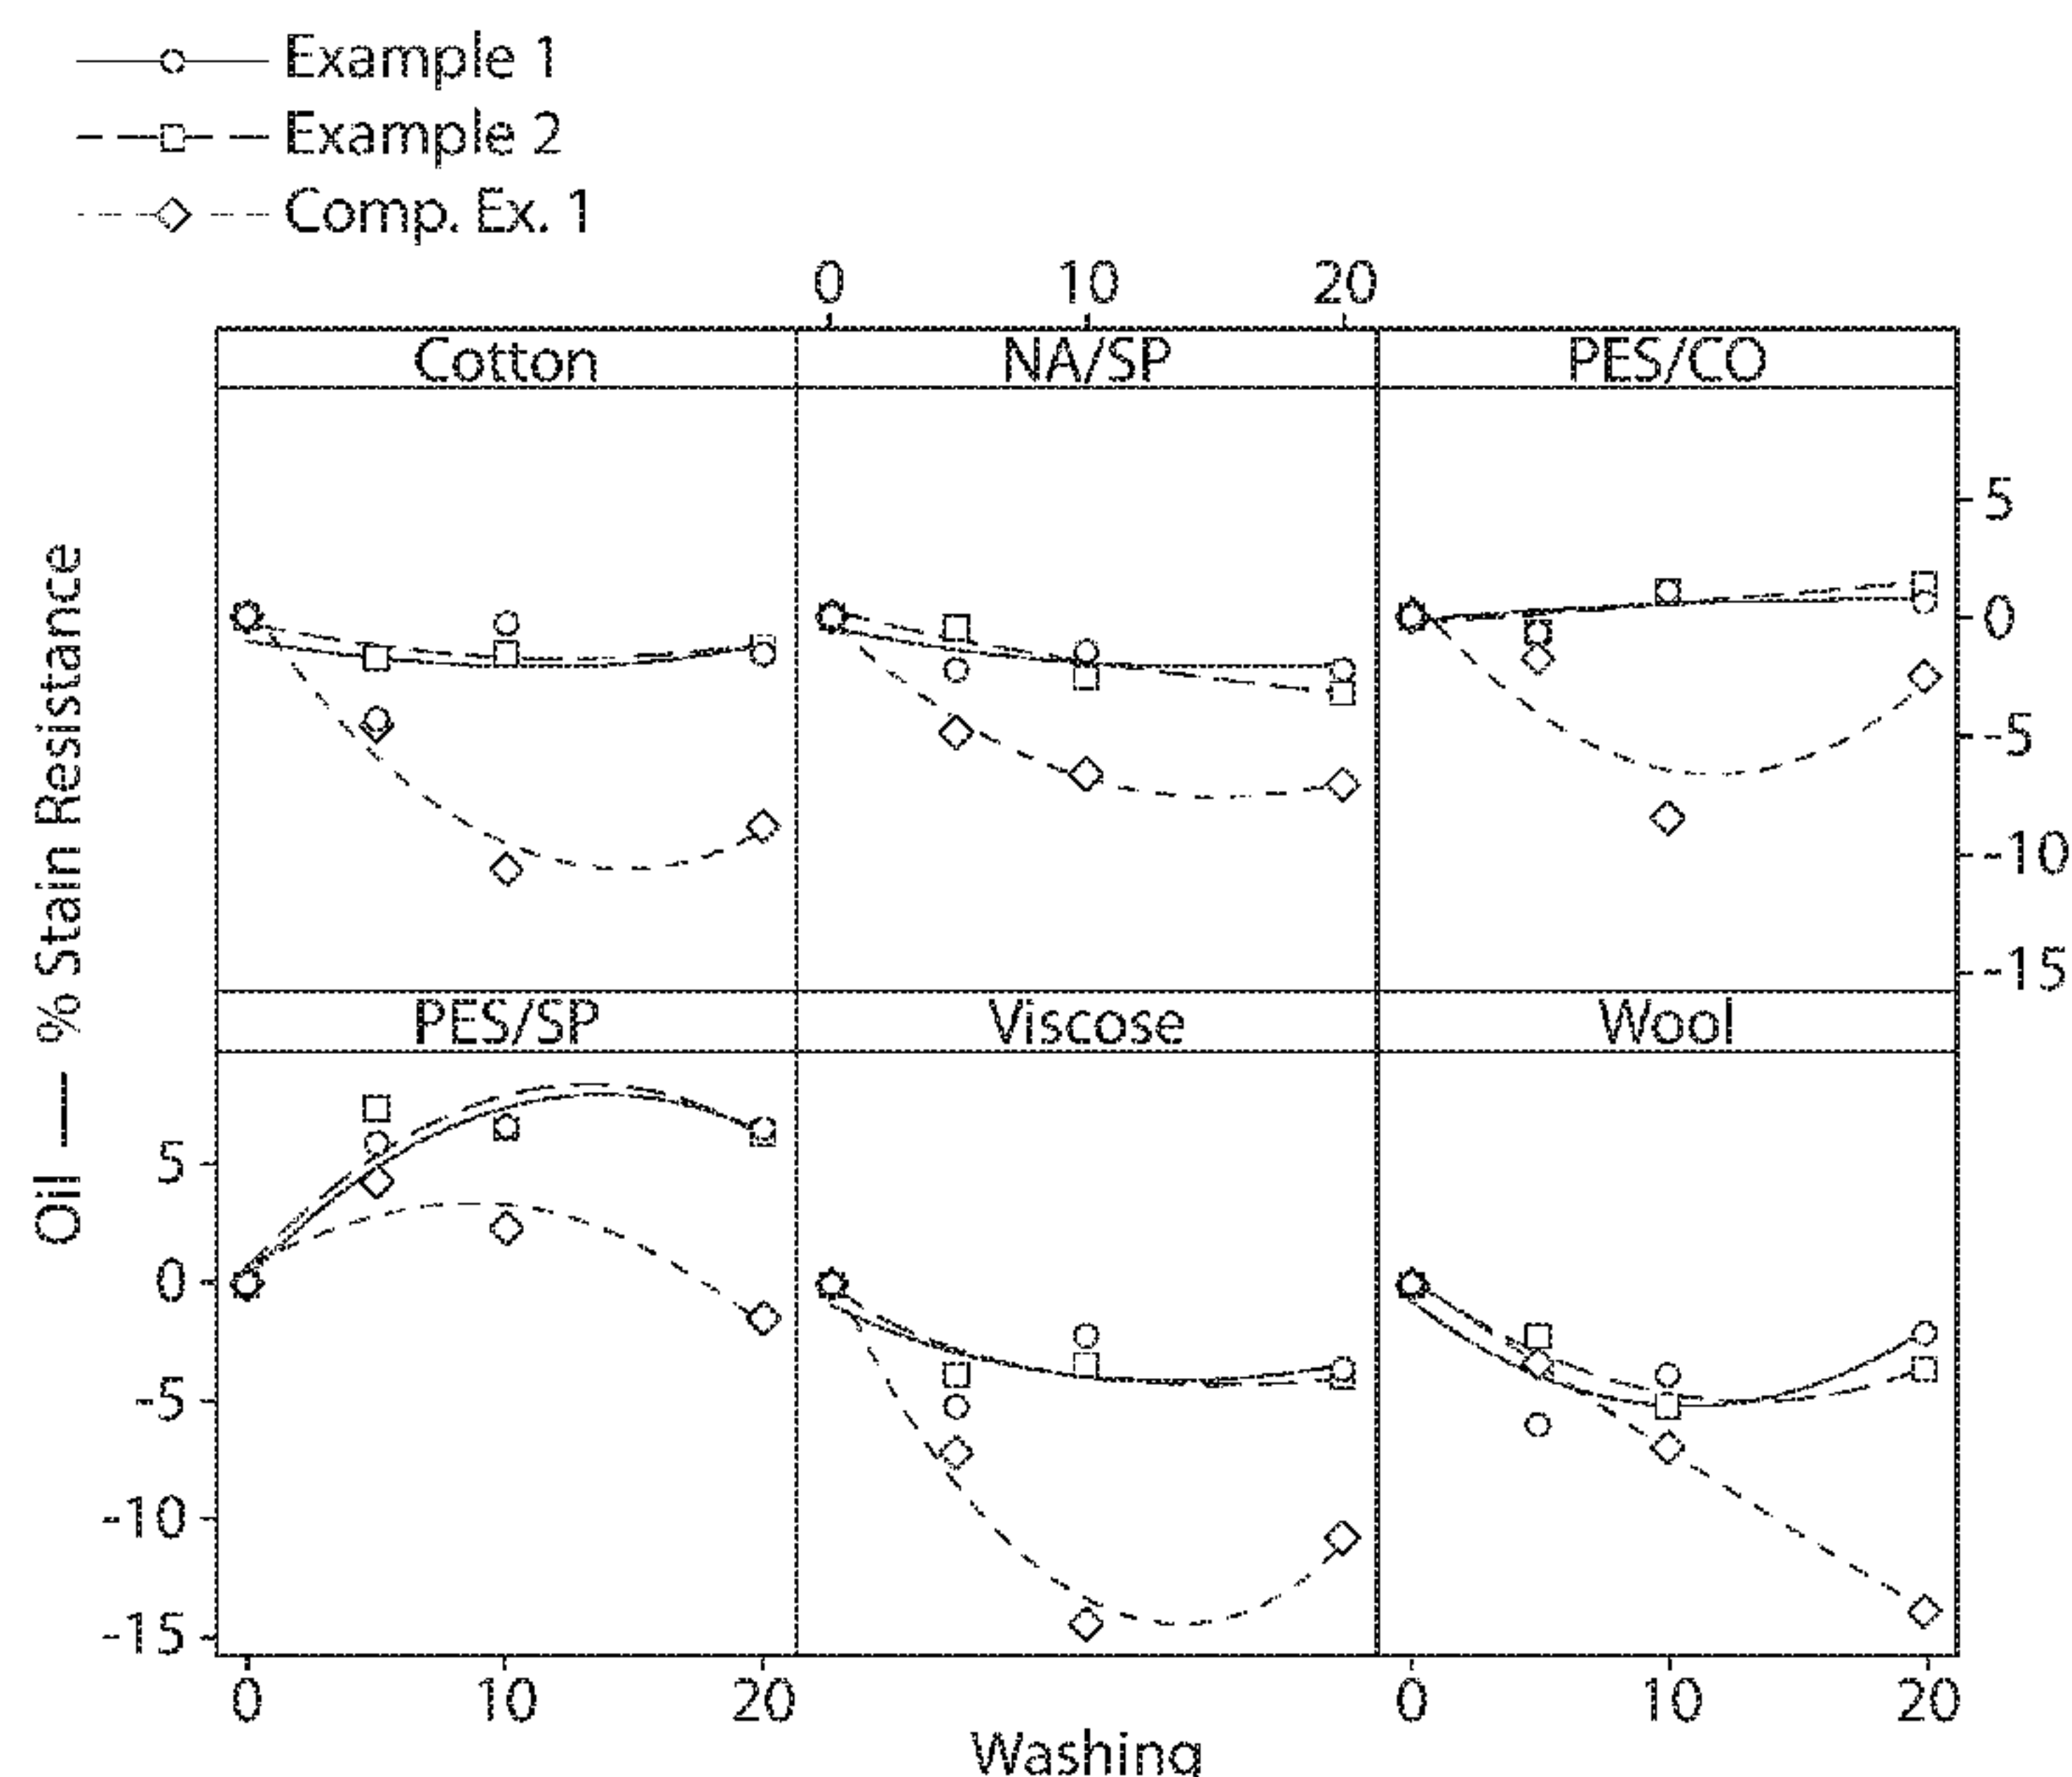 Example 1
Example 2
Comp. Ex. 1
0 10 20
Cotton NA/SP PES/CO
5
0
-5
-10
-15
Oil — % Stain Resistance
PES/SP Viscose Wool
5
0
-5
-10
-15
0 10 20 0 10 20
Washing